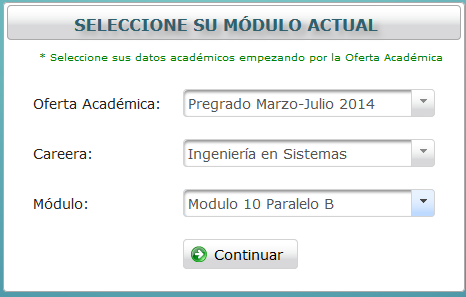 SELECCIONE SU MÓDULO ACTUAL
* Seleccione sus datos académicos empezando por la Oferta Académica
Oferta Académica: Pregrado Marzo-Julio 2014
Careera: Ingeniería en Sistemas
Módulo: Modulo 10 Paralelo B
Continuar